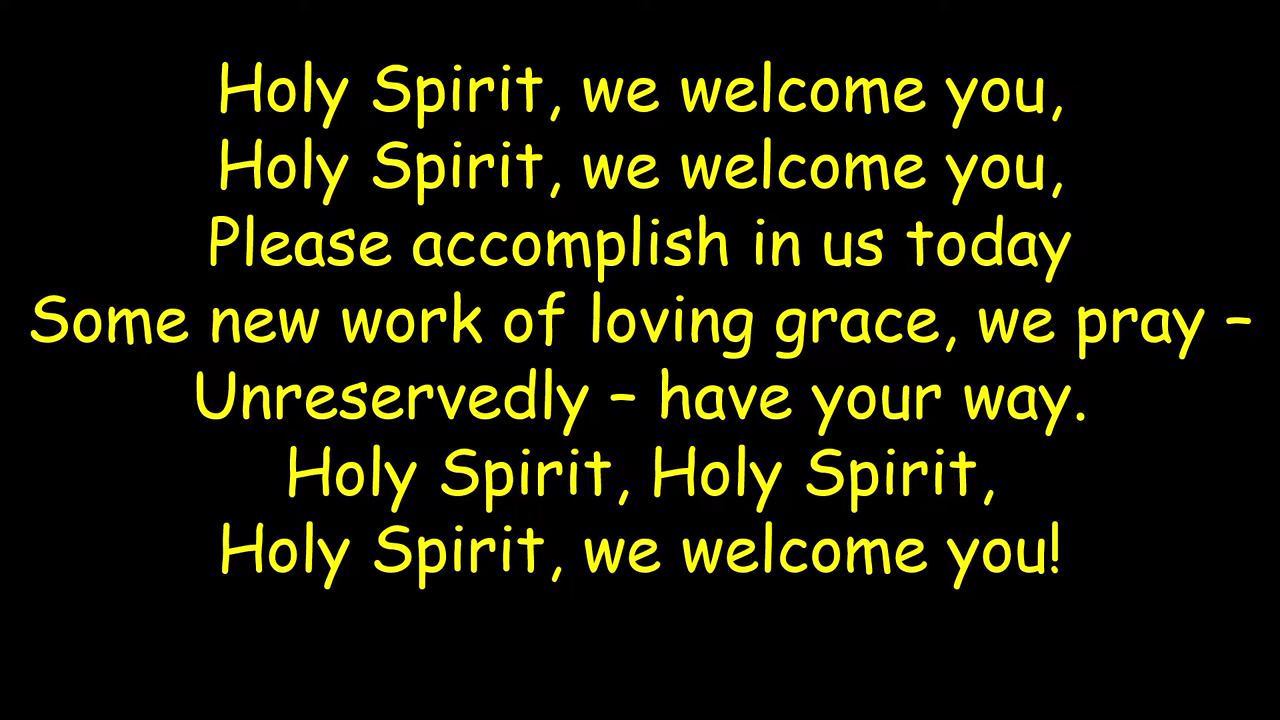 Holy Spirit, we welcome you,
Holy Spirit, we welcome you,
Please accomplish in us today
Some new work of loving grace, we pray –
Unreservedly – have your way.
Holy Spirit, Holy Spirit,
Holy Spirit, we welcome you!